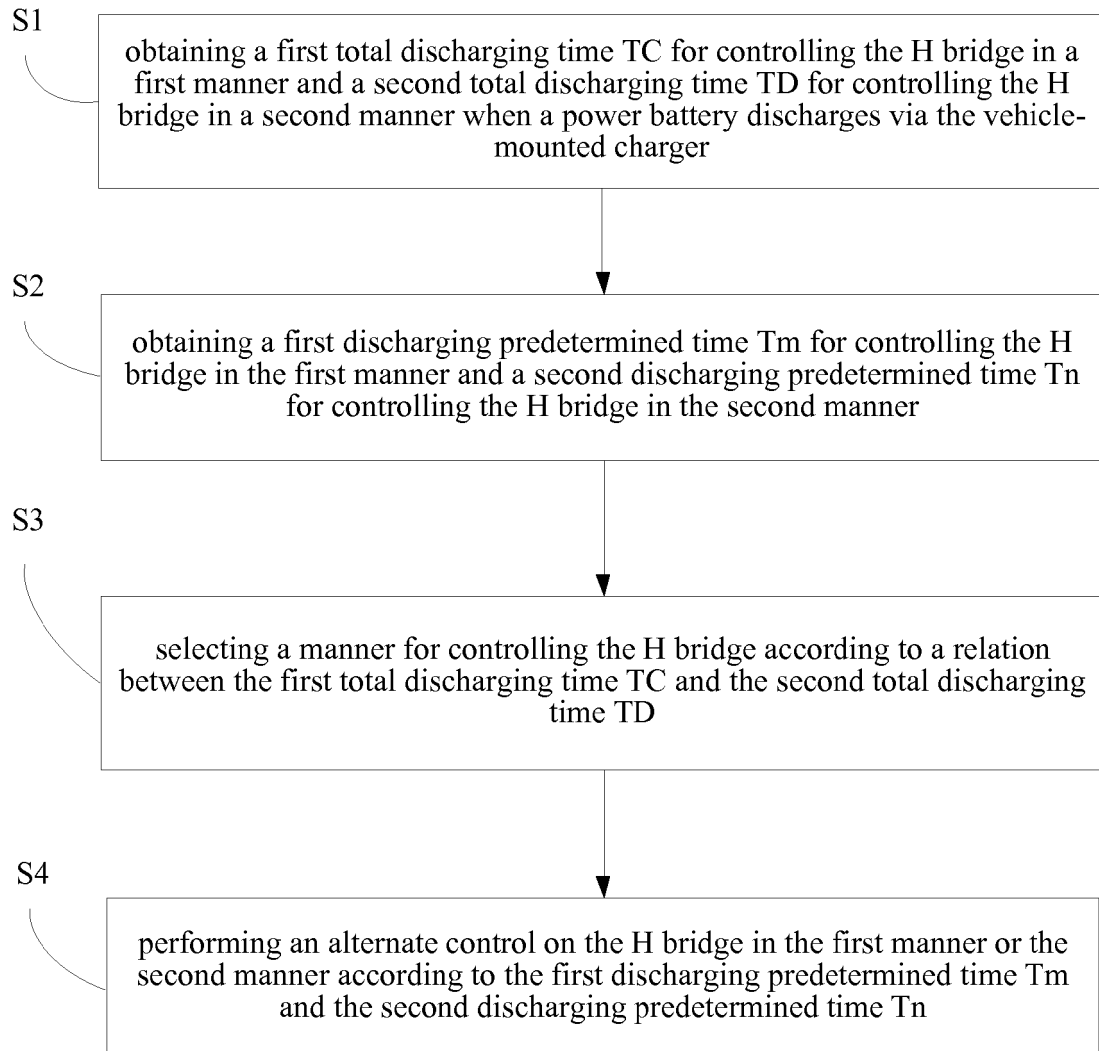 S1
obtaining a first total discharging time TC for controlling the H bridge in a
first manner and a second total discharging time TD for controlling the H
bridge in a second manner when a power battery discharges via the vehicle-
mounted charger
S2
obtaining a first discharging predetermined time Tm for controlling the H
bridge in the first manner and a second discharging predetermined time Tn
for controlling the H bridge in the second manner
S3
selecting a manner for controlling the H bridge according to a relation
between the first total discharging time TC and the second total discharging
time TD
S4
performing an alternate control on the H bridge in the first manner or the
second manner according to the first discharging predetermined time Tm
and the second discharging predetermined time Tn